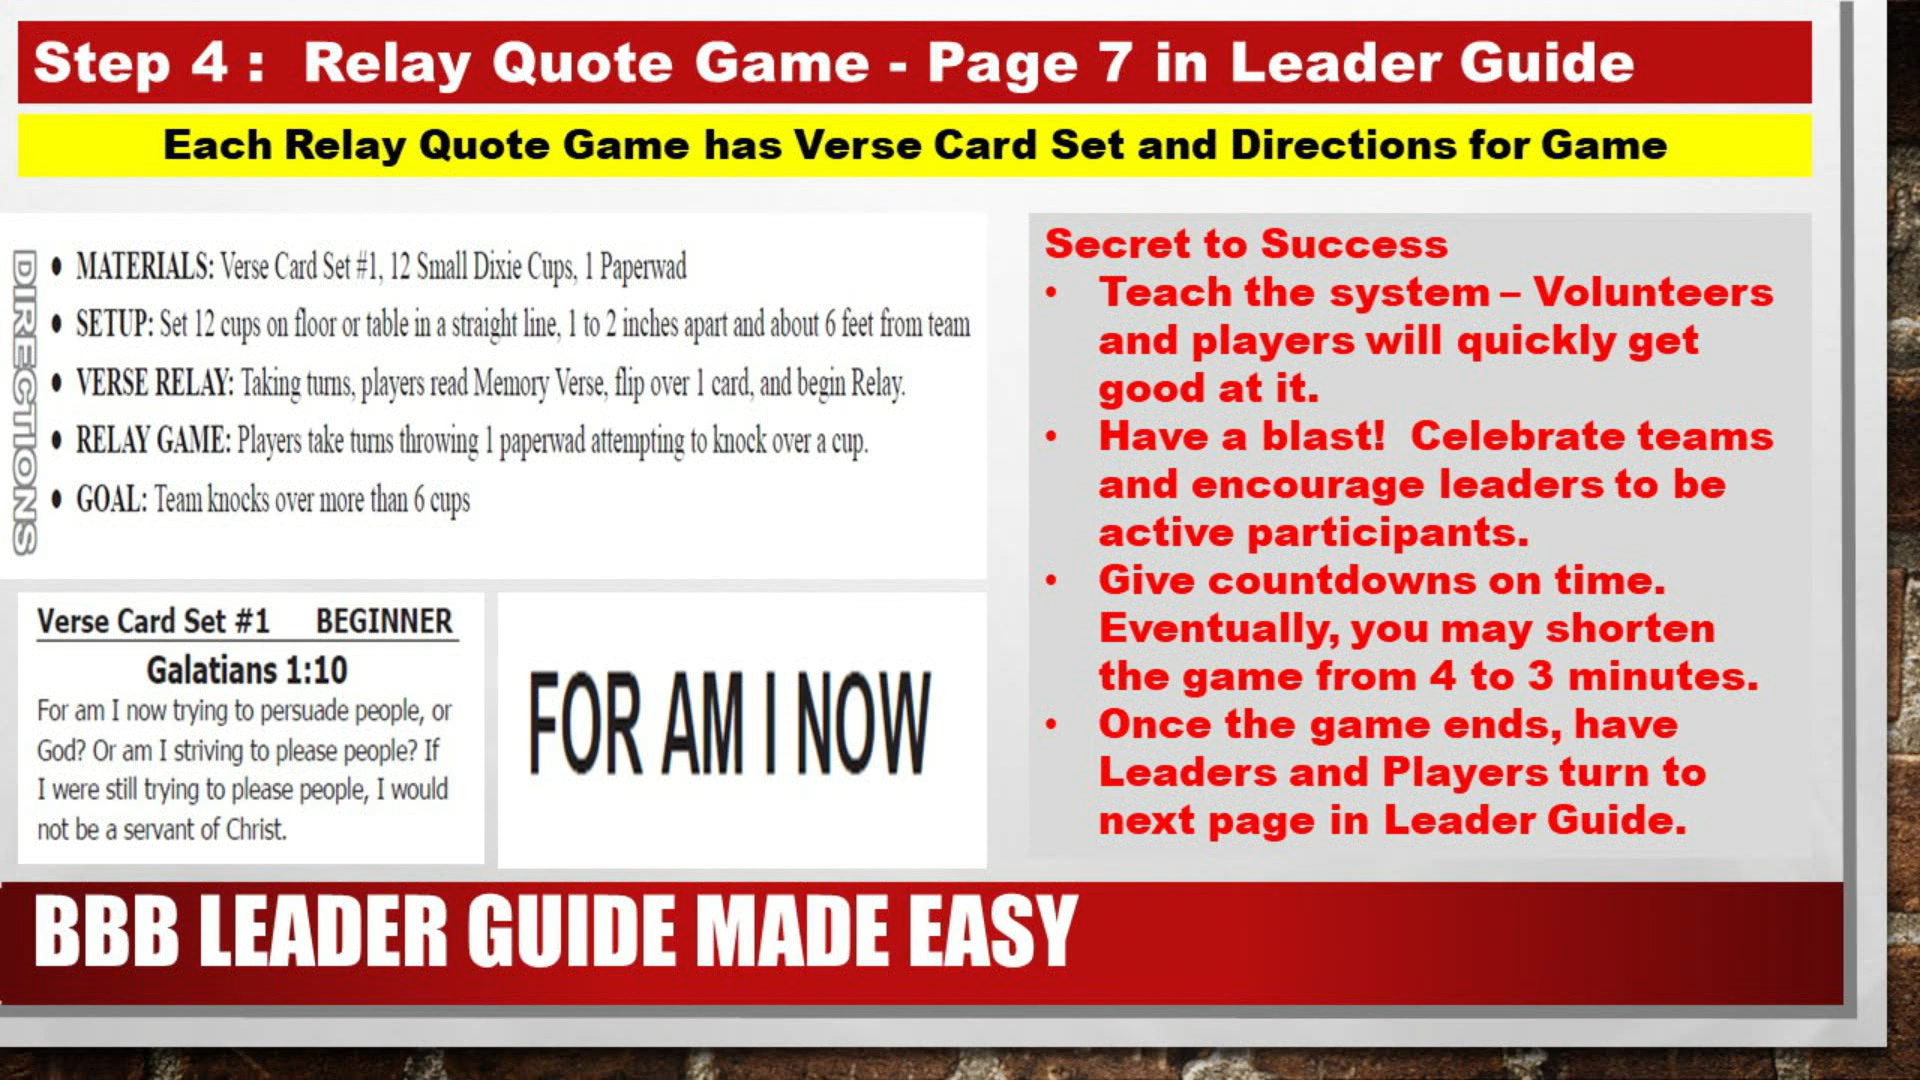 Step 4 :  Relay Quote Game - Page 7 in Leader Guide
Each Relay Quote Game has Verse Card Set and Directions for Game
DIRECTIONS
• MATERIALS: Verse Card Set #1, 12 Small Dixie Cups, 1 Paperwad
• SETUP: Set 12 cups on floor or table in a straight line, 1 to 2 inches apart and about 6 feet from team
• VERSE RELAY: Taking turns, players read Memory Verse, flip over 1 card, and begin Relay.
• RELAY GAME: Players take turns throwing 1 paperwad attempting to knock over a cup.
• GOAL: Team knocks over more than 6 cups
Verse Card Set #1 BEGINNER
Galatians 1:10
For am I now trying to persuade people, or
God? Or am I striving to please people? If
I were still trying to please people, I would
not be a servant of Christ.
FOR AM I NOW
Secret to Success
• Teach the system – Volunteers
and players will quickly get
good at it.
• Have a blast!  Celebrate teams
and encourage leaders to be
active participants.
• Give countdowns on time.
Eventually, you may shorten
the game from 4 to 3 minutes.
• Once the game ends, have
Leaders and Players turn to
next page in Leader Guide.
BBB LEADER GUIDE MADE EASY